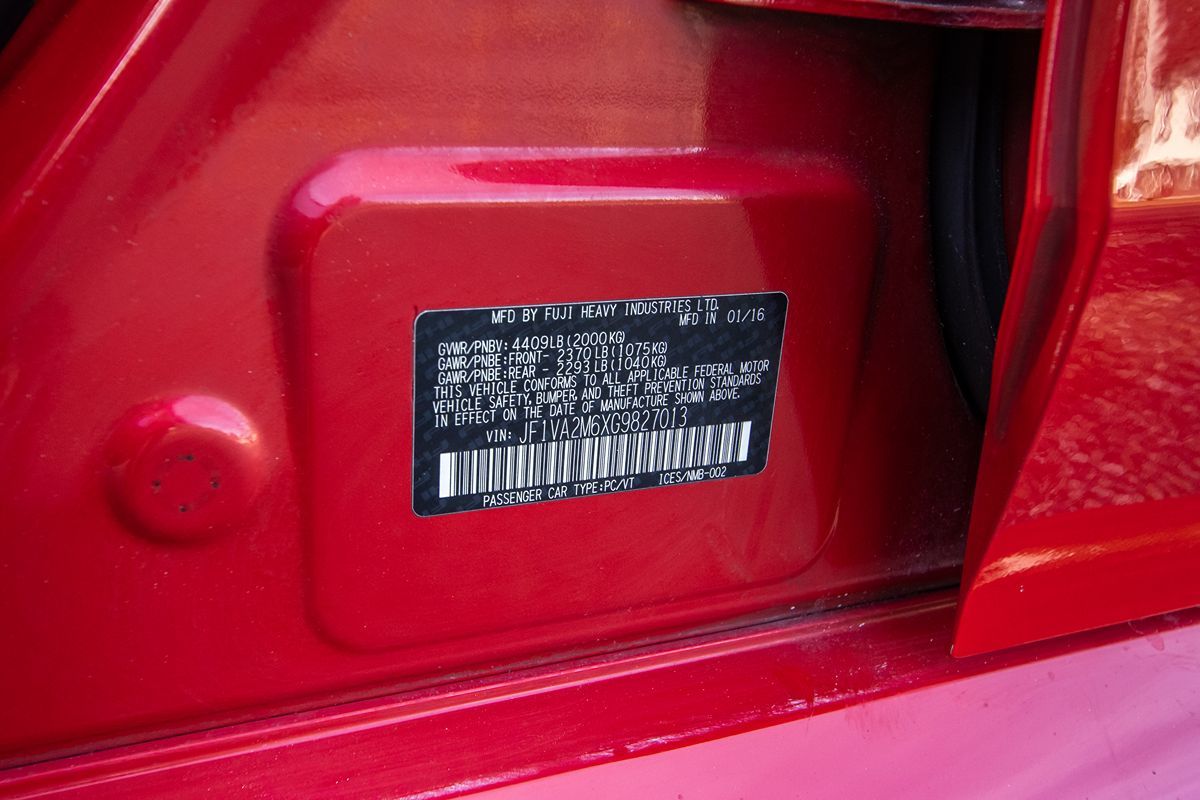 MFD BY FUJI HEAVY INDUSTRIES LTD.
MFD IN 01/16
GVWR/PNBV: 4409LB(2000KG)
GAWR/PNBE:FRONT- 2370LB(1075KG)
GAWR/PNBE:REAR - 2293LB(1040KG)
THIS VEHICLE CONFORMS TO ALL APPLICABLE FEDERAL MOTOR
VEHICLE SAFETY, BUMPER, AND THEFT PREVENTION STANDARDS
IN EFFECT ON THE DATE OF MANUFACTURE SHOWN ABOVE.
VIN: JF1VA2M6XG9827013
PASSENGER CAR TYPE:PC/VT ICES/NMB-002